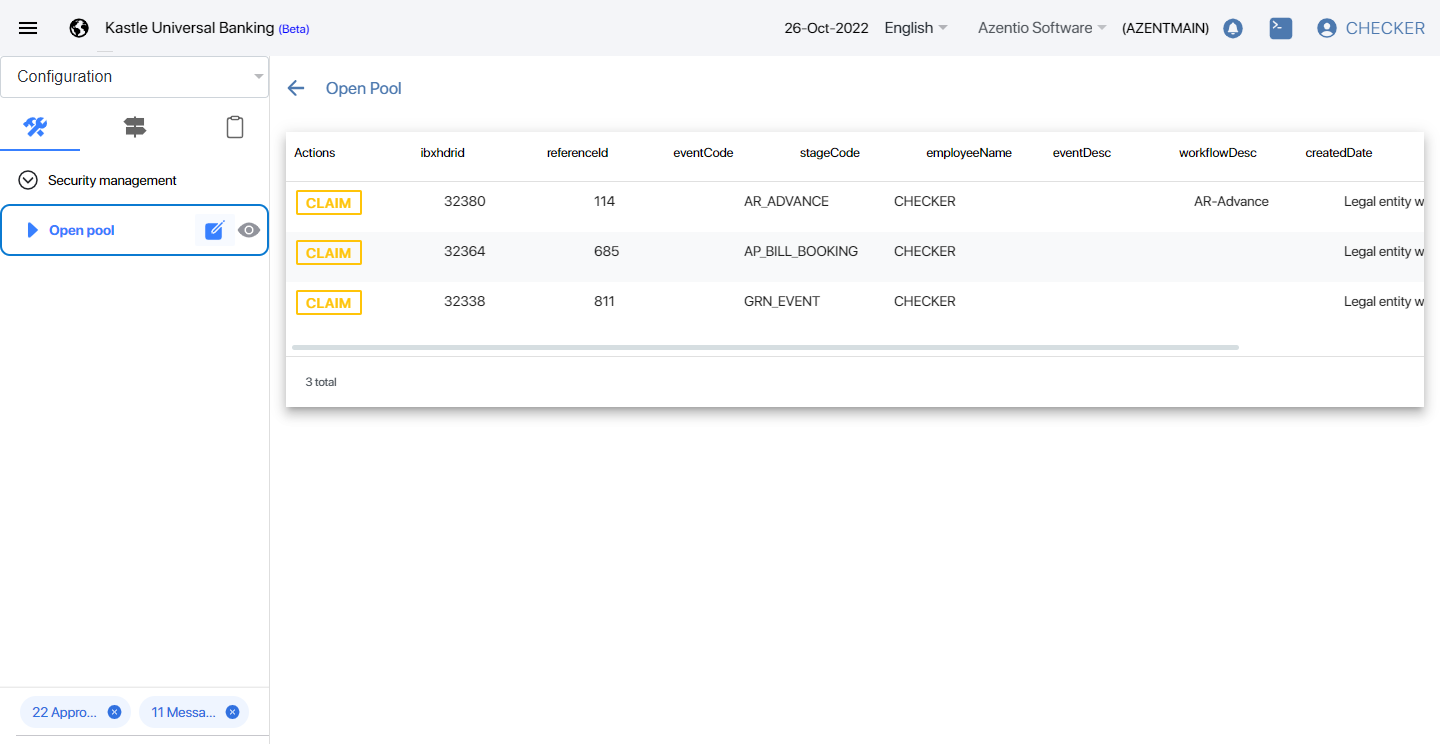 Kastle Universal Banking (Beta) 26-Oct-2022 English Azentio Software (AZENTMAIN) CHECKER
Configuration
Open Pool
Security management
Open pool
Actions ibxhdrid referenceId eventCode stageCode employeeName eventDesc workflowDesc createdDate
CLAIM 32380 114 AR_ADVANCE CHECKER AR-Advance Legal entity w
CLAIM 32364 685 AP_BILL_BOOKING CHECKER Legal entity w
CLAIM 32338 811 GRN_EVENT CHECKER Legal entity w
3 total
22 Appro... 11 Messa...